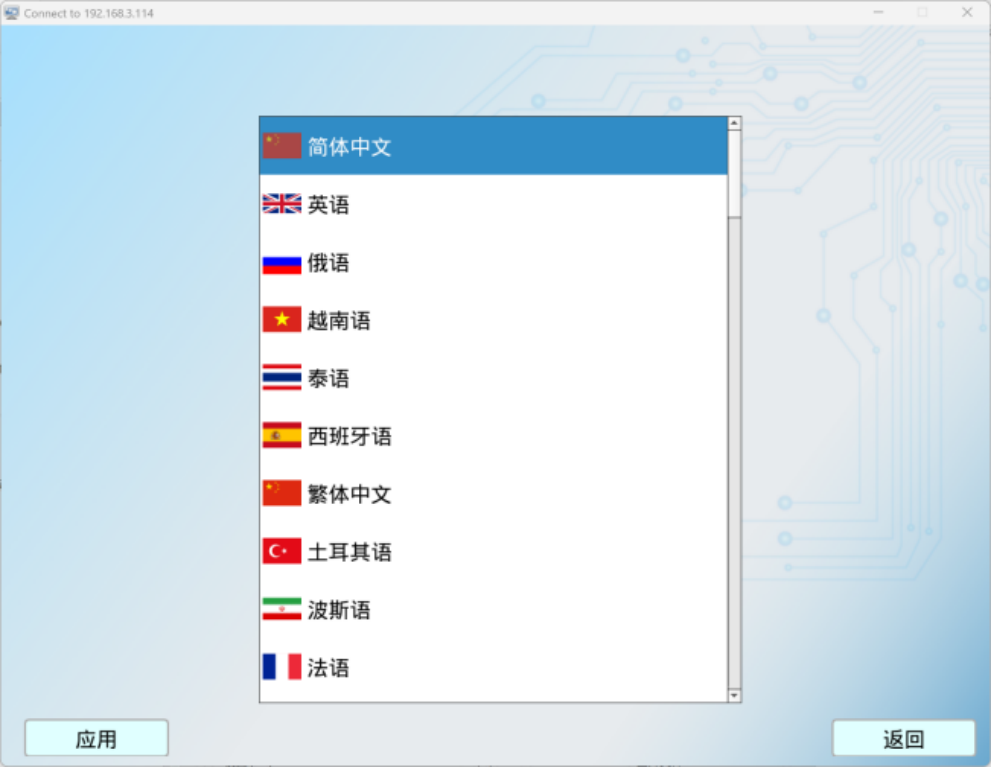 Connect to 192.168.3.114
简体中文
英语
俄语
越南语
泰语
西班牙语
繁体中文
土耳其语
波斯语
法语
应用
返回